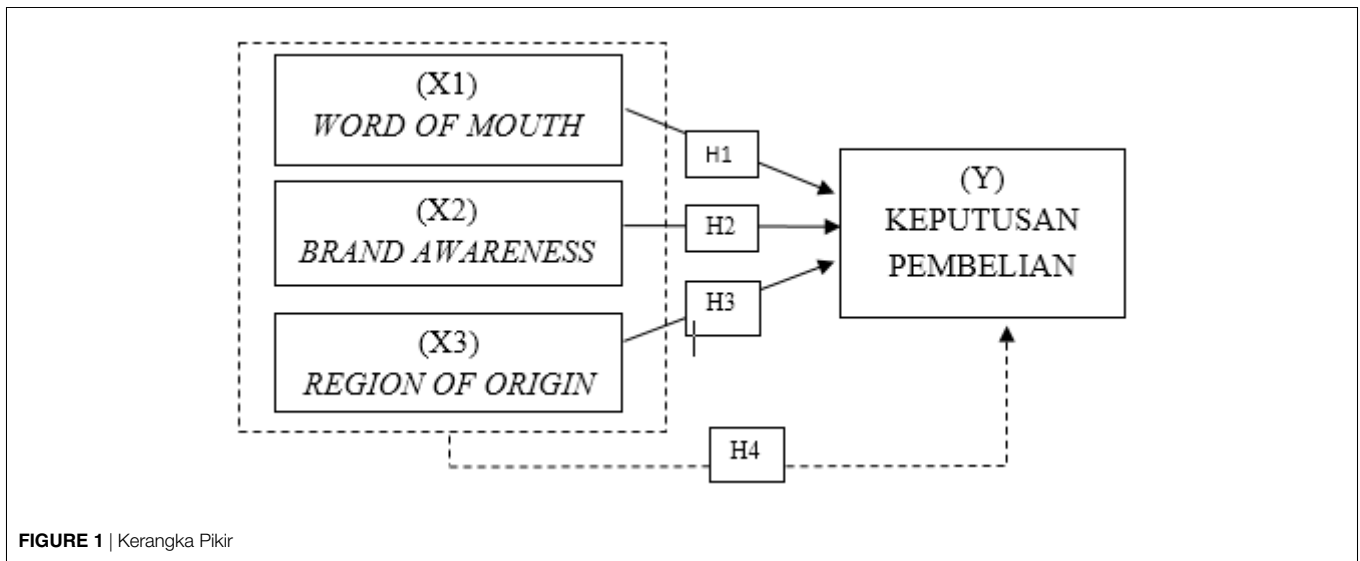 (X1)
WORD OF MOUTH
H1
(X2)
BRAND AWARENESS
H2
(X3)
REGION OF ORIGIN
H3
(Y)
KEPUTUSAN
PEMBELIAN
H4
FIGURE 1 | Kerangka Pikir